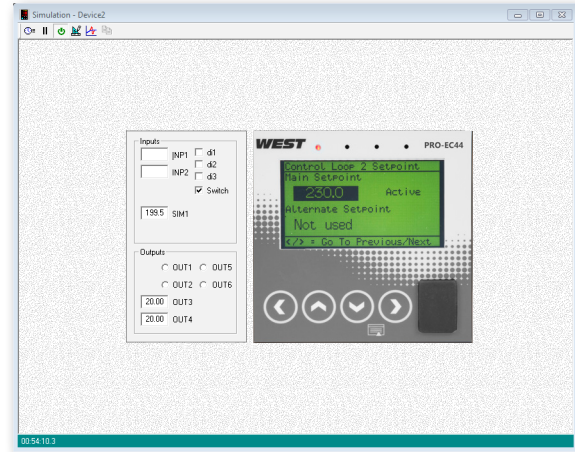 Simulation - Device2
Inputs
INP1
di1
di2
INP2
di3
Switch
199.5 SIM1
Outputs
OUT1 OUT5
OUT2 OUT6
20.00 OUT3
20.00 OUT4
WEST PRO-EC44
Control Loop 2 Setpoint
Main Setpoint
230.0 Active
Alternate Setpoint
Not used
</> = Go To Previous/Next
00:54:10.3